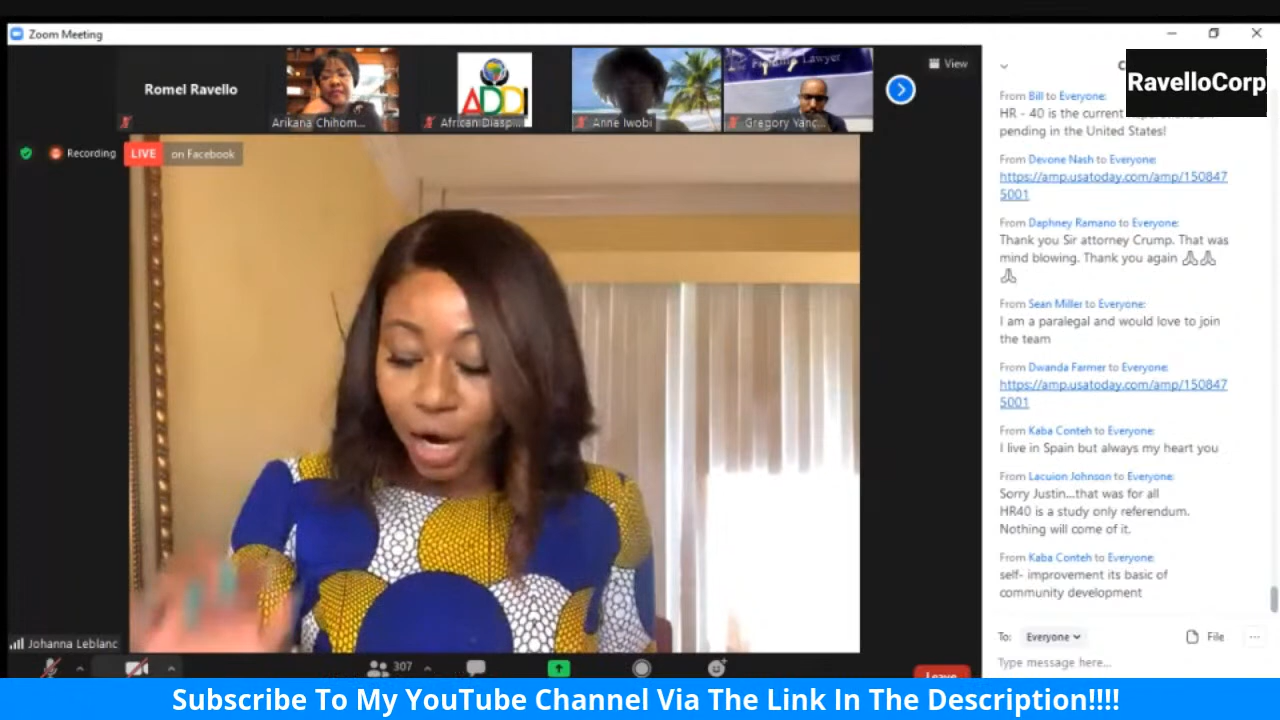 Zoom Meeting
Romel Ravello
Arikana Chihom...
ADDI
African Diasp...
Anne Iwobi
Lawyer
Gregory Yanc...
View
RavelloCorp
Recording
LIVE
on Facebook
From Bill to Everyone:
HR - 40 is the current
pending in the United States!
From Devone Nash to Everyone:
https://amp.usatoday.com/amp/150847
5001
From Daphney Ramano to Everyone:
Thank you Sir attorney Crump. That was
mind blowing. Thank you again 🙏🙏
🙏
From Sean Miller to Everyone:
I am a paralegal and would love to join
the team
From Dwanda Farmer to Everyone:
https://amp.usatoday.com/amp/150847
5001
From Kaba Conteh to Everyone:
I live in Spain but always my heart you
From Lacuion Johnson to Everyone:
Sorry Justin...that was for all
HR40 is a study only referendum.
Nothing will come of it.
From Kaba Conteh to Everyone:
self- improvement its basic of
community development
To: Everyone
File
Type message here...
Johanna Leblanc
307
Leave
Subscribe To My YouTube Channel Via The Link In The Description!!!!